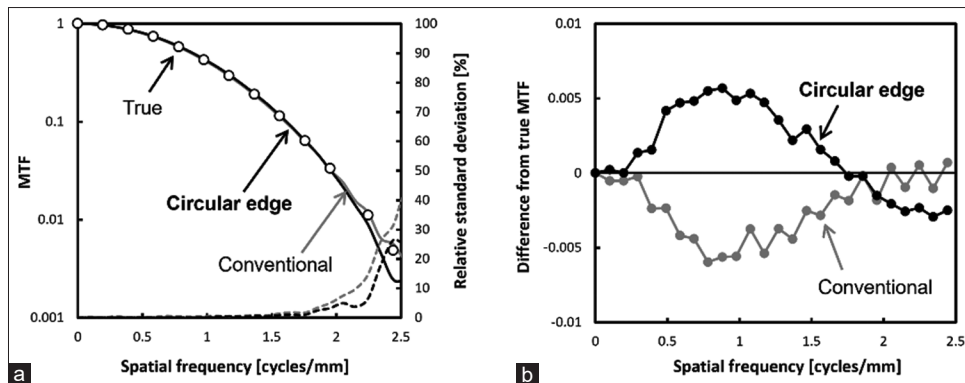 1
0.1
0.01
0.001
MTF
100
90
80
70
60
50
40
30
20
10
0
Relative standard deviation [%]
True
Circular edge
Conventional
0 0.5 1 1.5 2 2.5
Spatial frequency [cycles/mm]
a
0.01
0.005
0
-0.005
-0.01
Difference from true MTF
Circular edge
Conventional
0 0.5 1 1.5 2 2.5
Spatial frequency [cycles/mm]
b